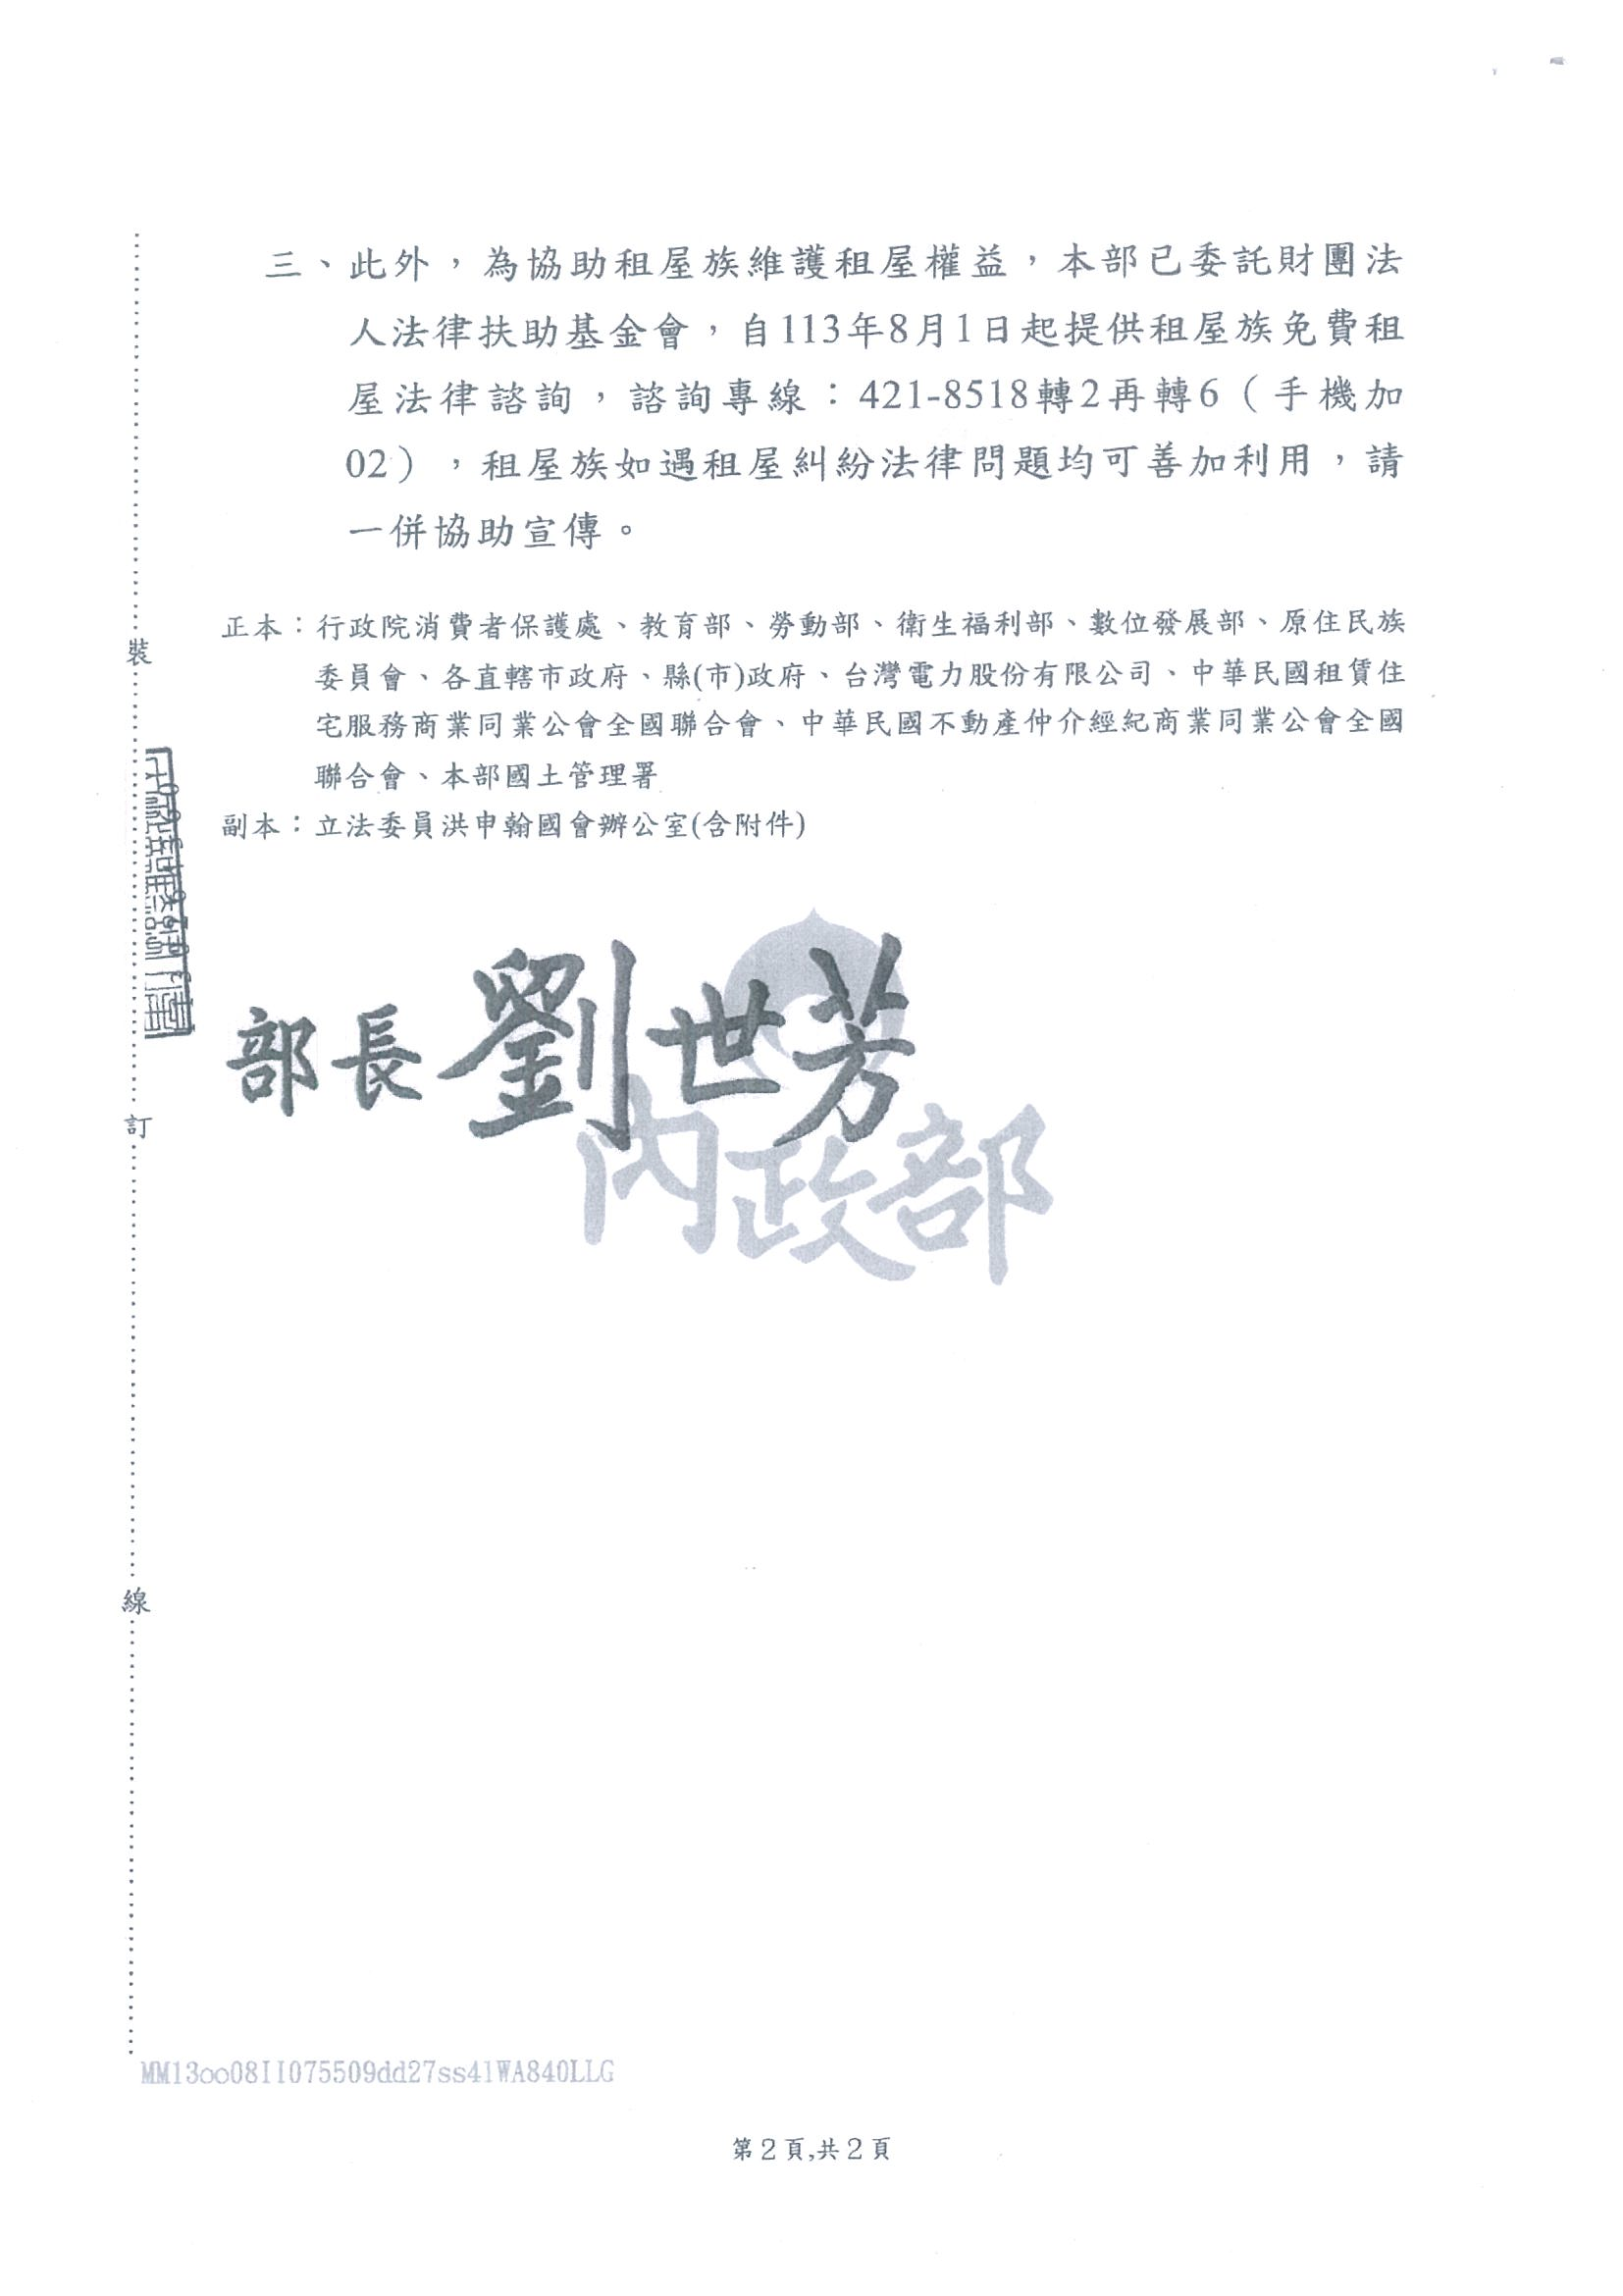 三、此外，為協助租屋族維護租屋權益，本部已委託財團法
人法律扶助基金會，自113年8月1日起提供租屋族免費租
屋法律諮詢，諮詢專線：421-8518轉2再轉6（手機加
02），租屋族如遇租屋糾紛法律問題均可善加利用，請
一併協助宣傳。
正本：行政院消費者保護處、教育部、勞動部、衛生福利部、數位發展部、原住民族
委員會、各直轄市政府、縣(市)政府、台灣電力股份有限公司、中華民國租賃住
宅服務商業同業公會全國聯合會、中華民國不動產仲介經紀商業同業公會全國
聯合會、本部國土管理署
副本：立法委員洪申翰國會辦公室(含附件)
部長劉世芳
內政部
裝
訂
線
MM13oo08II075509dd27ss41WA840LLG
第2頁,共2頁